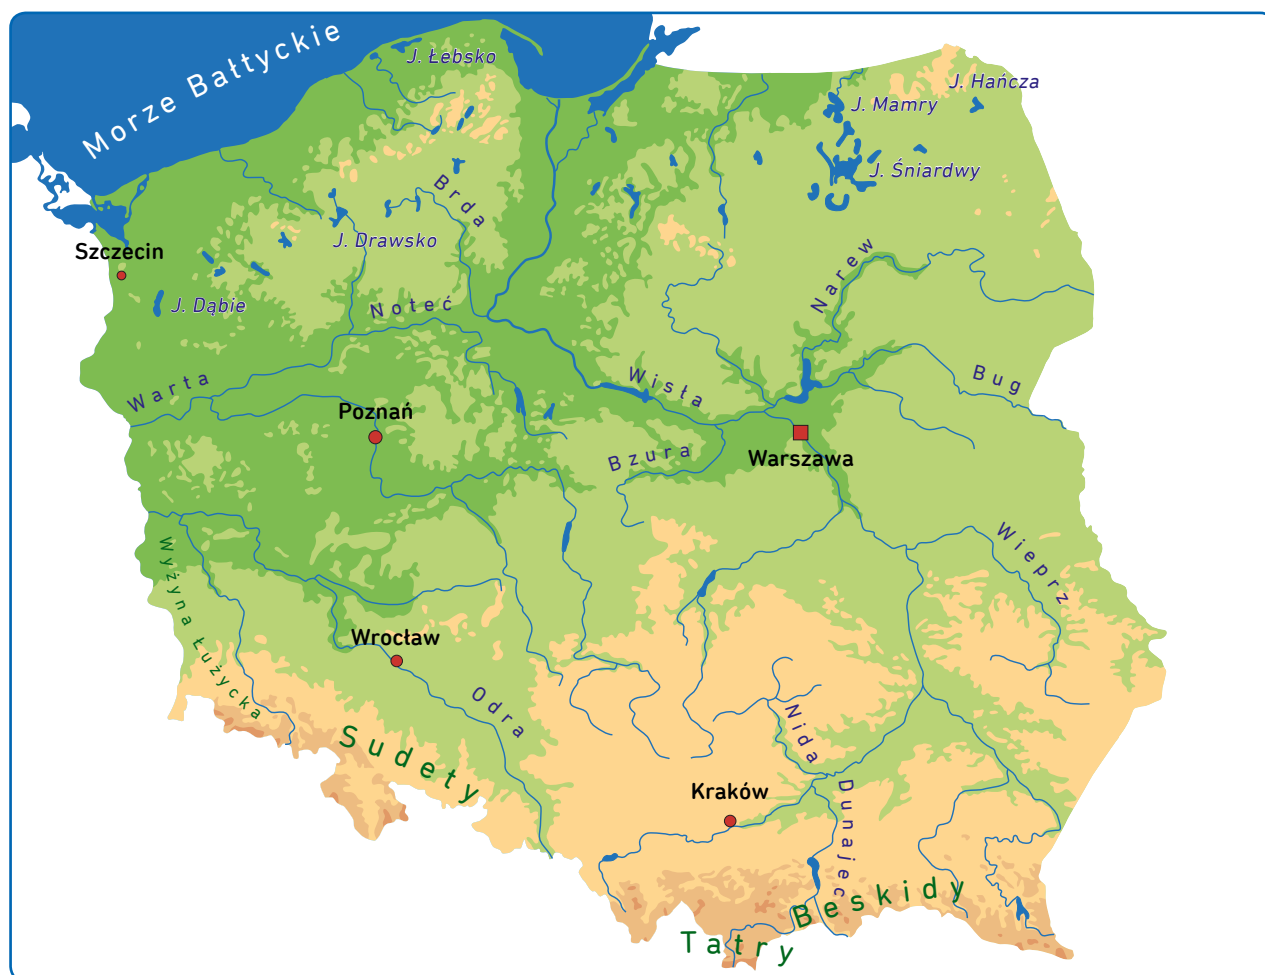 Morze Bałtyckie
J. Łebsko
J. Hańcza
J. Mamry
J. Śniardwy
Brda
J. Drawsko
Szczecin
Narew
J. Dąbie
Noteć
Wisła
Bug
Warta
Poznań
Bzura
Warszawa
Wieprz
Wyżyna Łużycka
Wrocław
Odra
Nida
Sudety
Kraków
Dunajec
Beskidy
Tatry